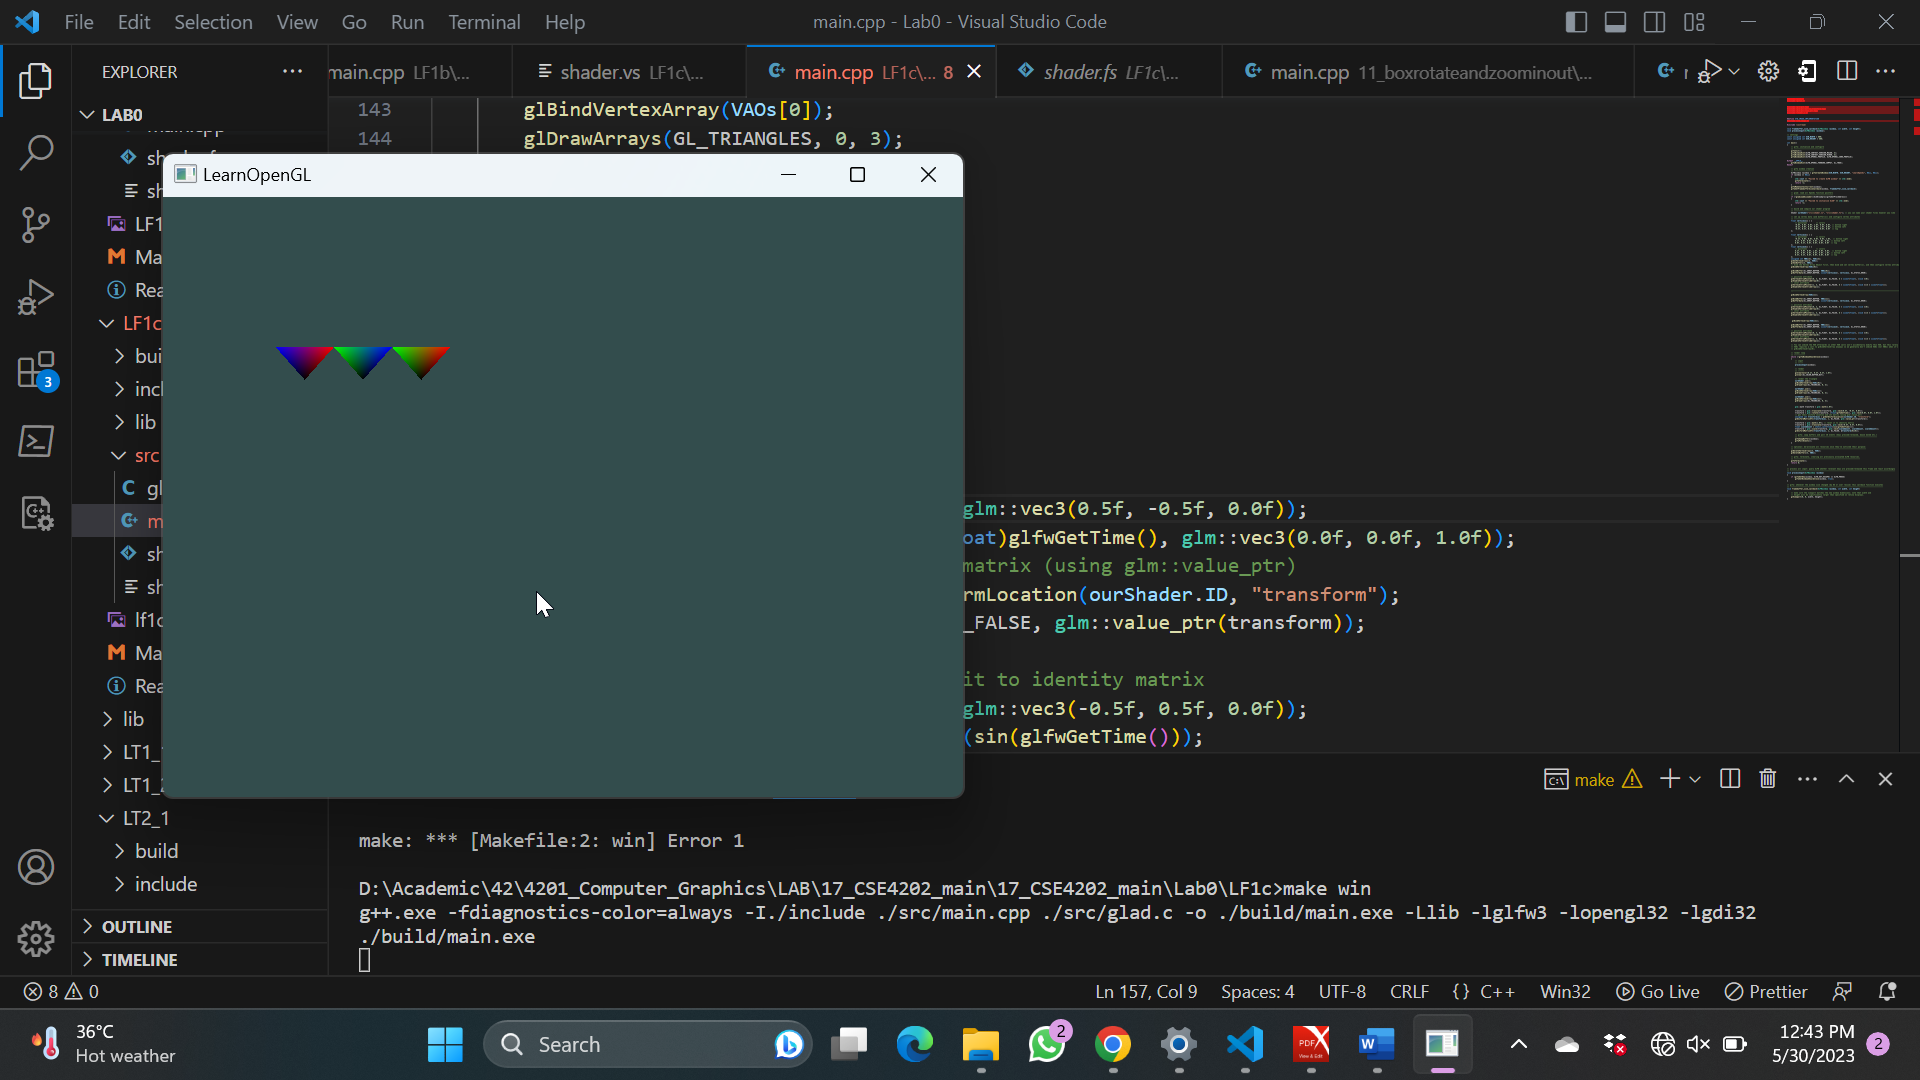 File Edit Selection View Go Run Terminal Help
main.cpp - Lab0 - Visual Studio Code
EXPLORER
main.cpp LF1b\...
shader.vs LF1c\...
main.cpp LF1c\... 8
shader.fs LF1c\...
main.cpp 11_boxrotateandzoominout\...
LAB0
143 glBindVertexArray(VAOs[0]);
144 glDrawArrays(GL_TRIANGLES, 0, 3);
LearnOpenGL
sh
LF1
Ma
Rea
LF1c
bui
incl
lib
src
gl
m
sh
sh
lf1c
Ma
Rea
lib
LT1_
LT1_2
LT2_1
build
include
OUTLINE
TIMELINE
3
glm::vec3(0.5f, -0.5f, 0.0f));
oat)glfwGetTime(), glm::vec3(0.0f, 0.0f, 1.0f));
matrix (using glm::value_ptr)
rmLocation(ourShader.ID, "transform");
_FALSE, glm::value_ptr(transform));
it to identity matrix
glm::vec3(-0.5f, 0.5f, 0.0f));
(sin(glfwGetTime()));
make
make: *** [Makefile:2: win] Error 1
D:\Academic\42\4201_Computer_Graphics\LAB\17_CSE4202_main\17_CSE4202_main\Lab0\LF1c>make win
g++.exe -fdiagnostics-color=always -I./include ./src/main.cpp ./src/glad.c -o ./build/main.exe -Llib -lglfw3 -lopengl32 -lgdi32
./build/main.exe
8 0
Ln 157, Col 9 Spaces: 4 UTF-8 CRLF {} C++ Win32 Go Live Prettier
36°C
Hot weather
Search
2
PDF
12:43 PM
5/30/2023
2